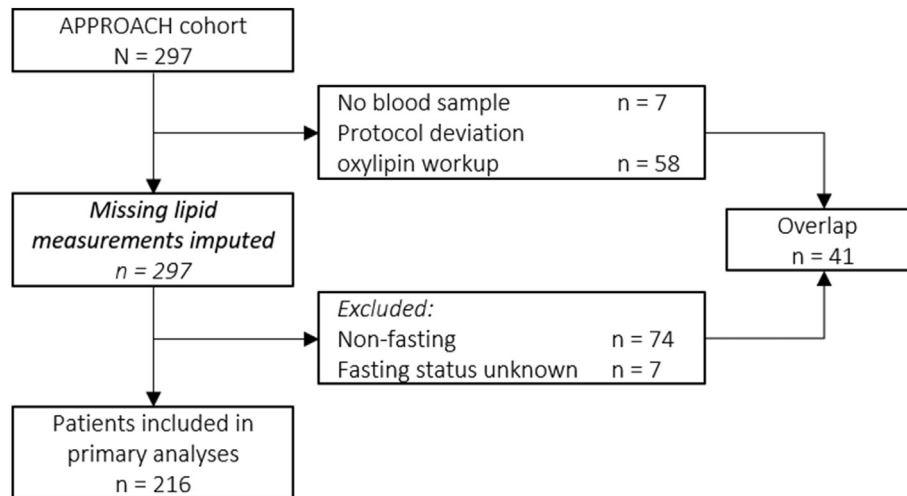 APPROACH cohort
N = 297
No blood sample n = 7
Protocol deviation
oxylipin workup n = 58
Missing lipid
measurements imputed
n = 297
Overlap
n = 41
Excluded:
Non-fasting n = 74
Fasting status unknown n = 7
Patients included in
primary analyses
n = 216